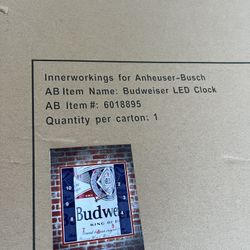 Innerworkings for Anheuser-Busch
AB Item Name: Budweiser LED Clock
AB Item#: 6018895
Quantity per carton: 1
10
Budwe
KING OF